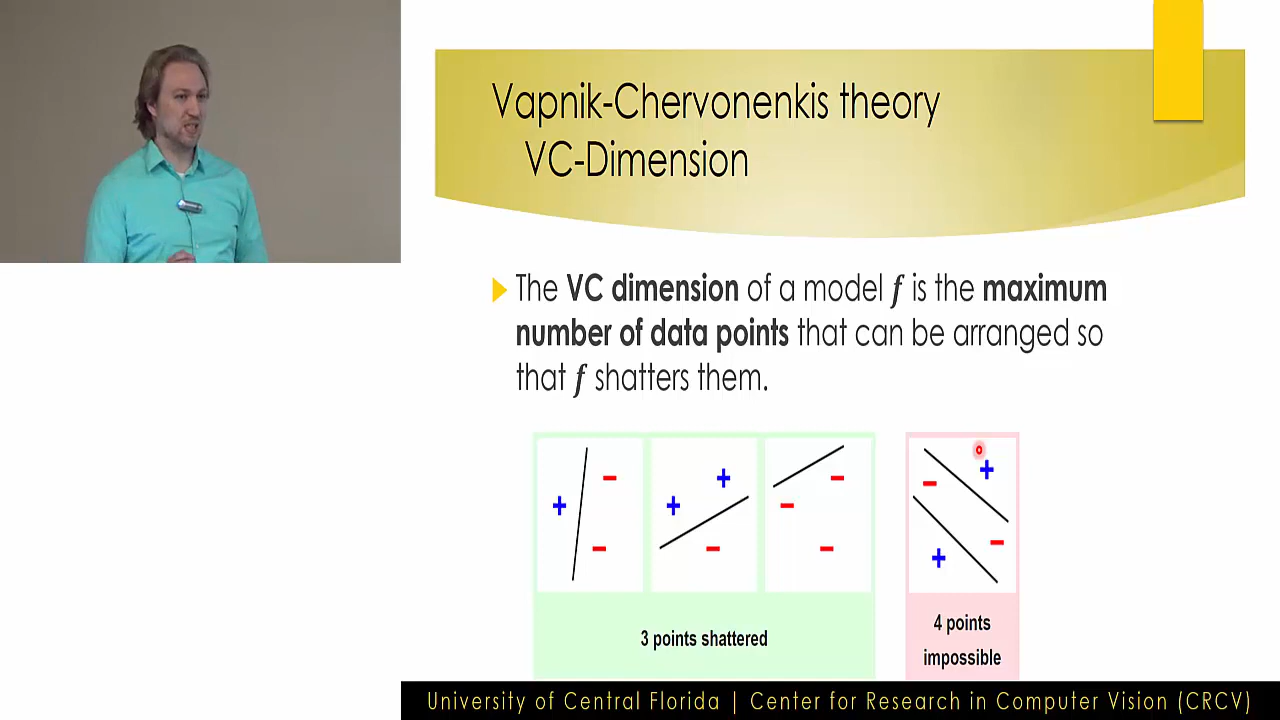 Vapnik-Chervonenkis theory
VC-Dimension
The VC dimension of a model f is the maximum
number of data points that can be arranged so
that f shatters them.
+ − −
+ + −
− − −
− + + −
3 points shattered
4 points
impossible
University of Central Florida | Center for Research in Computer Vision (CRCV)